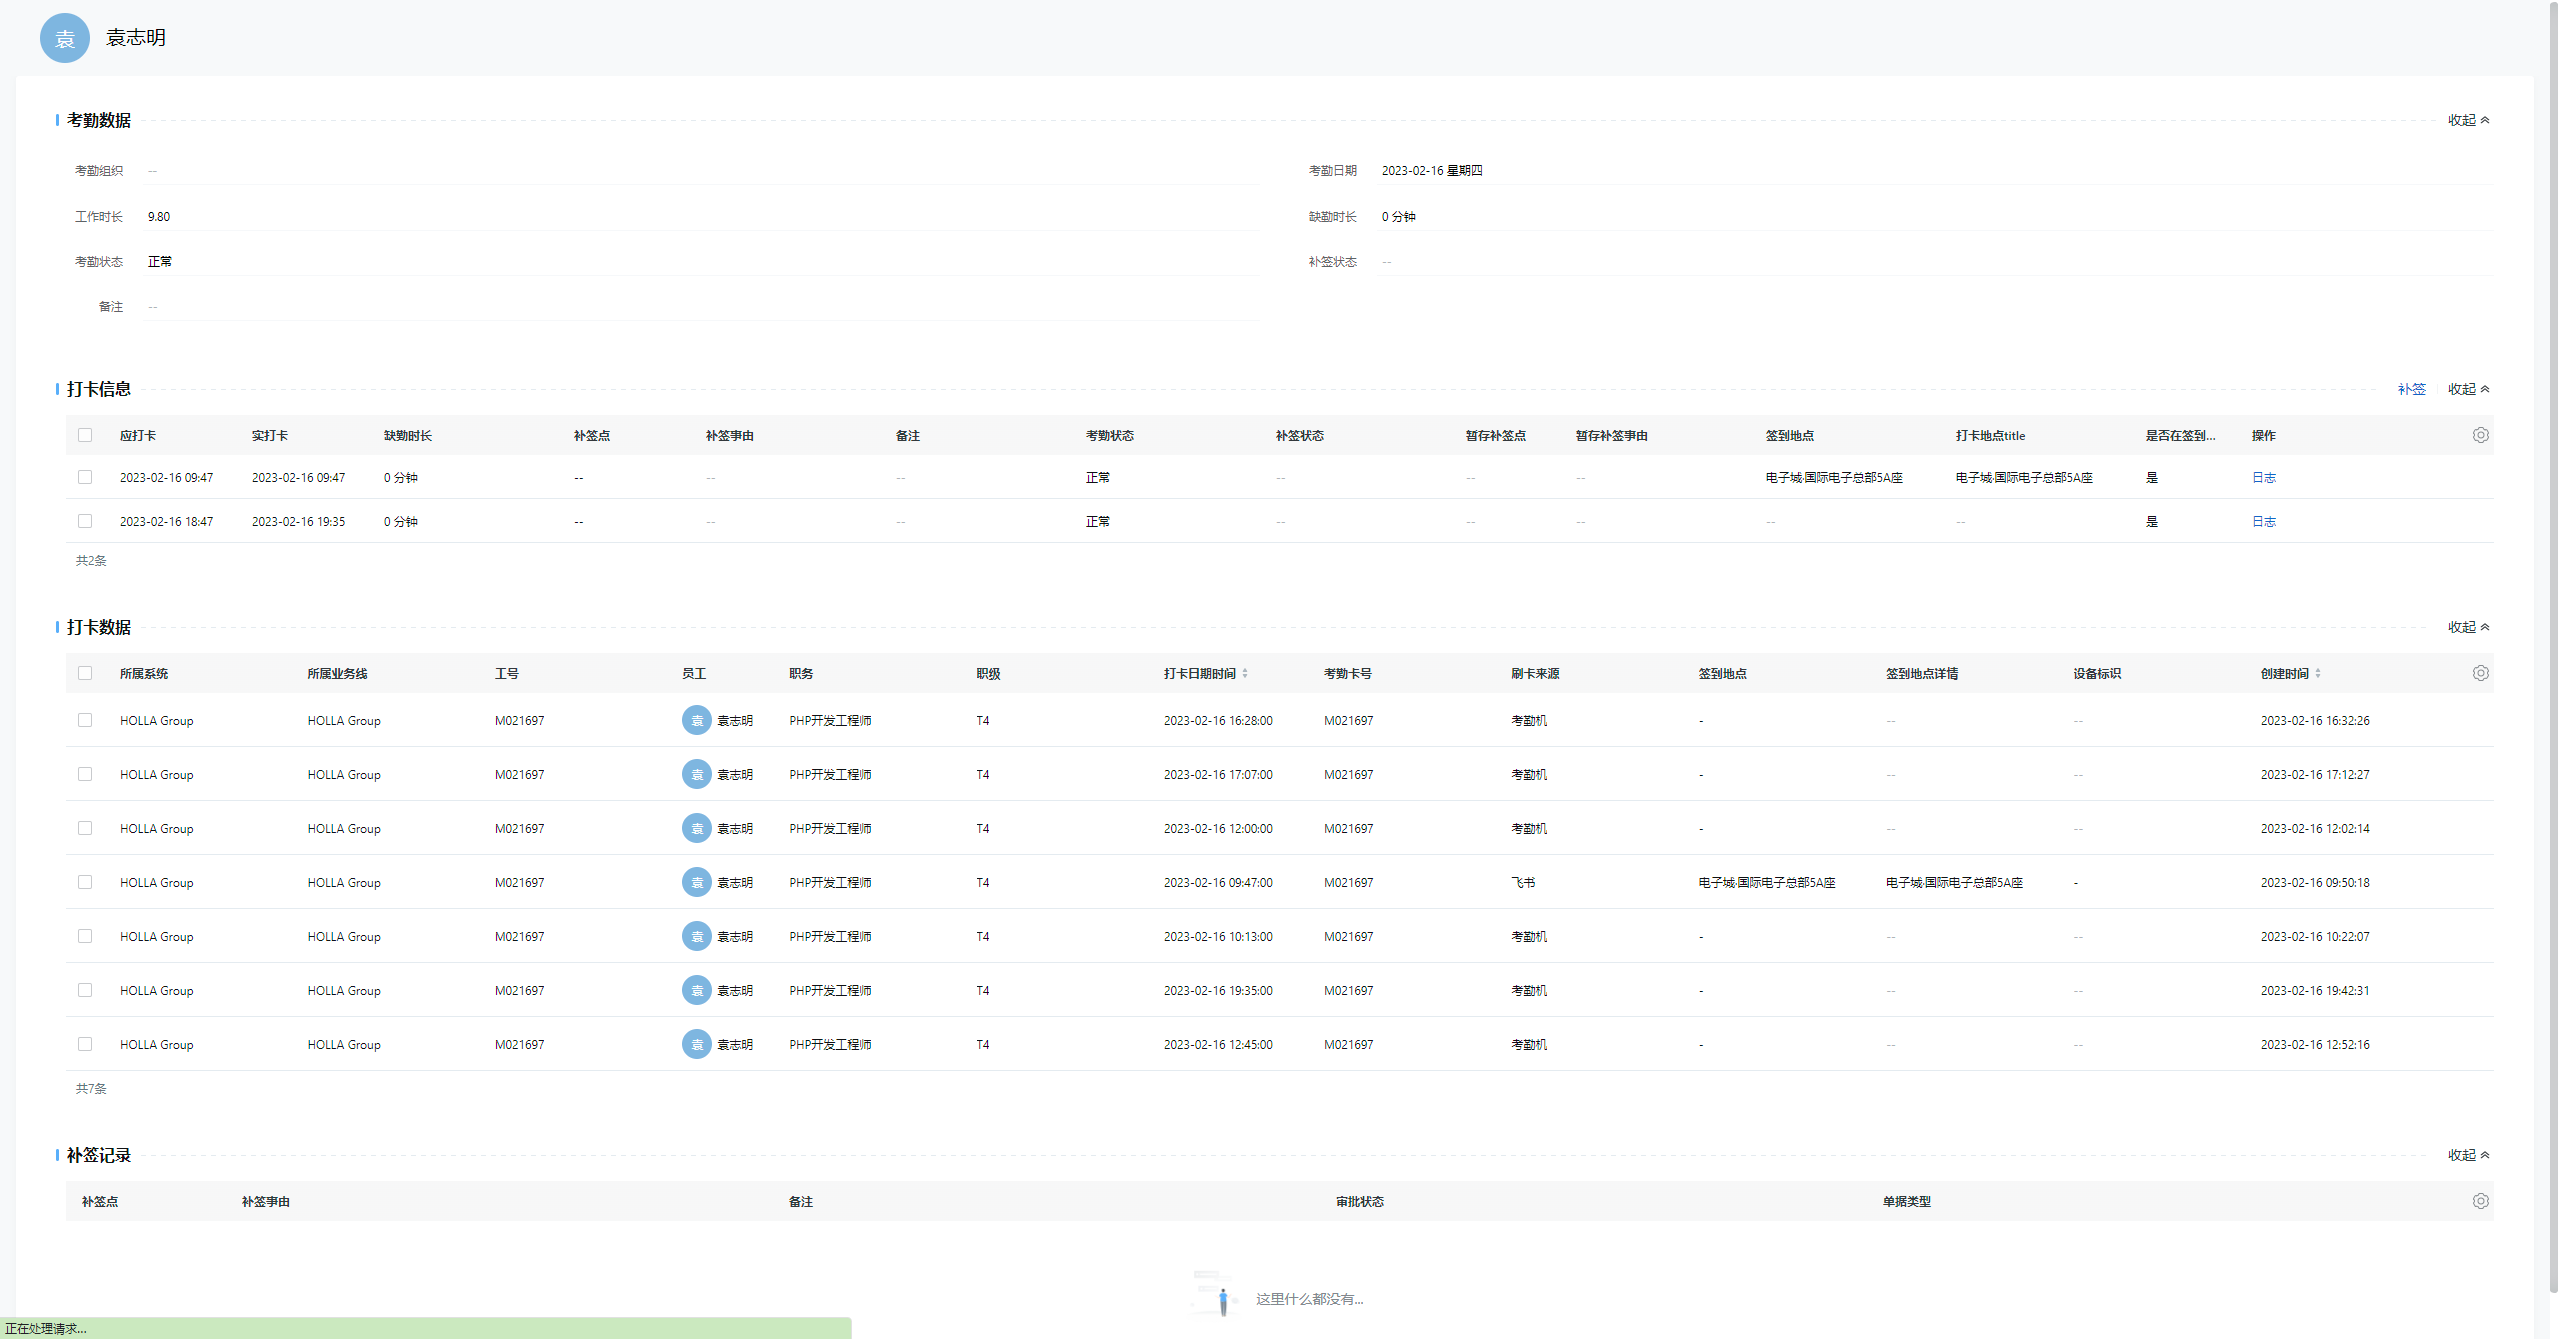 袁 袁志明
考勤数据 收起
考勤组织 -- 考勤日期 2023-02-16 星期四
工作时长 9.80 缺勤时长 0 分钟
考勤状态 正常 补签状态 --
备注 --
打卡信息 补签 收起
应打卡 实打卡 缺勤时长 补签点 补签事由 备注 考勤状态 补签状态 暂存补签点 暂存补签事由 签到地点 打卡地点title 是否在签到... 操作
2023-02-16 09:47 2023-02-16 09:47 0 分钟 -- -- -- 正常 -- -- -- 电子城·国际电子总部5A座 电子城·国际电子总部5A座 是 日志
2023-02-16 18:47 2023-02-16 19:35 0 分钟 -- -- -- 正常 -- -- -- -- -- 是 日志
共2条
打卡数据 收起
所属系统 所属业务线 工号 员工 职务 职级 打卡日期时间 考勤卡号 刷卡来源 签到地点 签到地点详情 设备标识 创建时间
HOLLA Group HOLLA Group M021697 袁 袁志明 PHP开发工程师 T4 2023-02-16 16:28:00 M021697 考勤机 - -- -- 2023-02-16 16:32:26
HOLLA Group HOLLA Group M021697 袁 袁志明 PHP开发工程师 T4 2023-02-16 17:07:00 M021697 考勤机 - -- -- 2023-02-16 17:12:27
HOLLA Group HOLLA Group M021697 袁 袁志明 PHP开发工程师 T4 2023-02-16 12:00:00 M021697 考勤机 - -- -- 2023-02-16 12:02:14
HOLLA Group HOLLA Group M021697 袁 袁志明 PHP开发工程师 T4 2023-02-16 09:47:00 M021697 飞书 电子城·国际电子总部5A座 电子城·国际电子总部5A座 - 2023-02-16 09:50:18
HOLLA Group HOLLA Group M021697 袁 袁志明 PHP开发工程师 T4 2023-02-16 10:13:00 M021697 考勤机 - -- -- 2023-02-16 10:22:07
HOLLA Group HOLLA Group M021697 袁 袁志明 PHP开发工程师 T4 2023-02-16 19:35:00 M021697 考勤机 - -- -- 2023-02-16 19:42:31
HOLLA Group HOLLA Group M021697 袁 袁志明 PHP开发工程师 T4 2023-02-16 12:45:00 M021697 考勤机 - -- -- 2023-02-16 12:52:16
共7条
补签记录 收起
补签点 补签事由 备注 审批状态 单据类型
这里什么都没有...
正在处理请求...